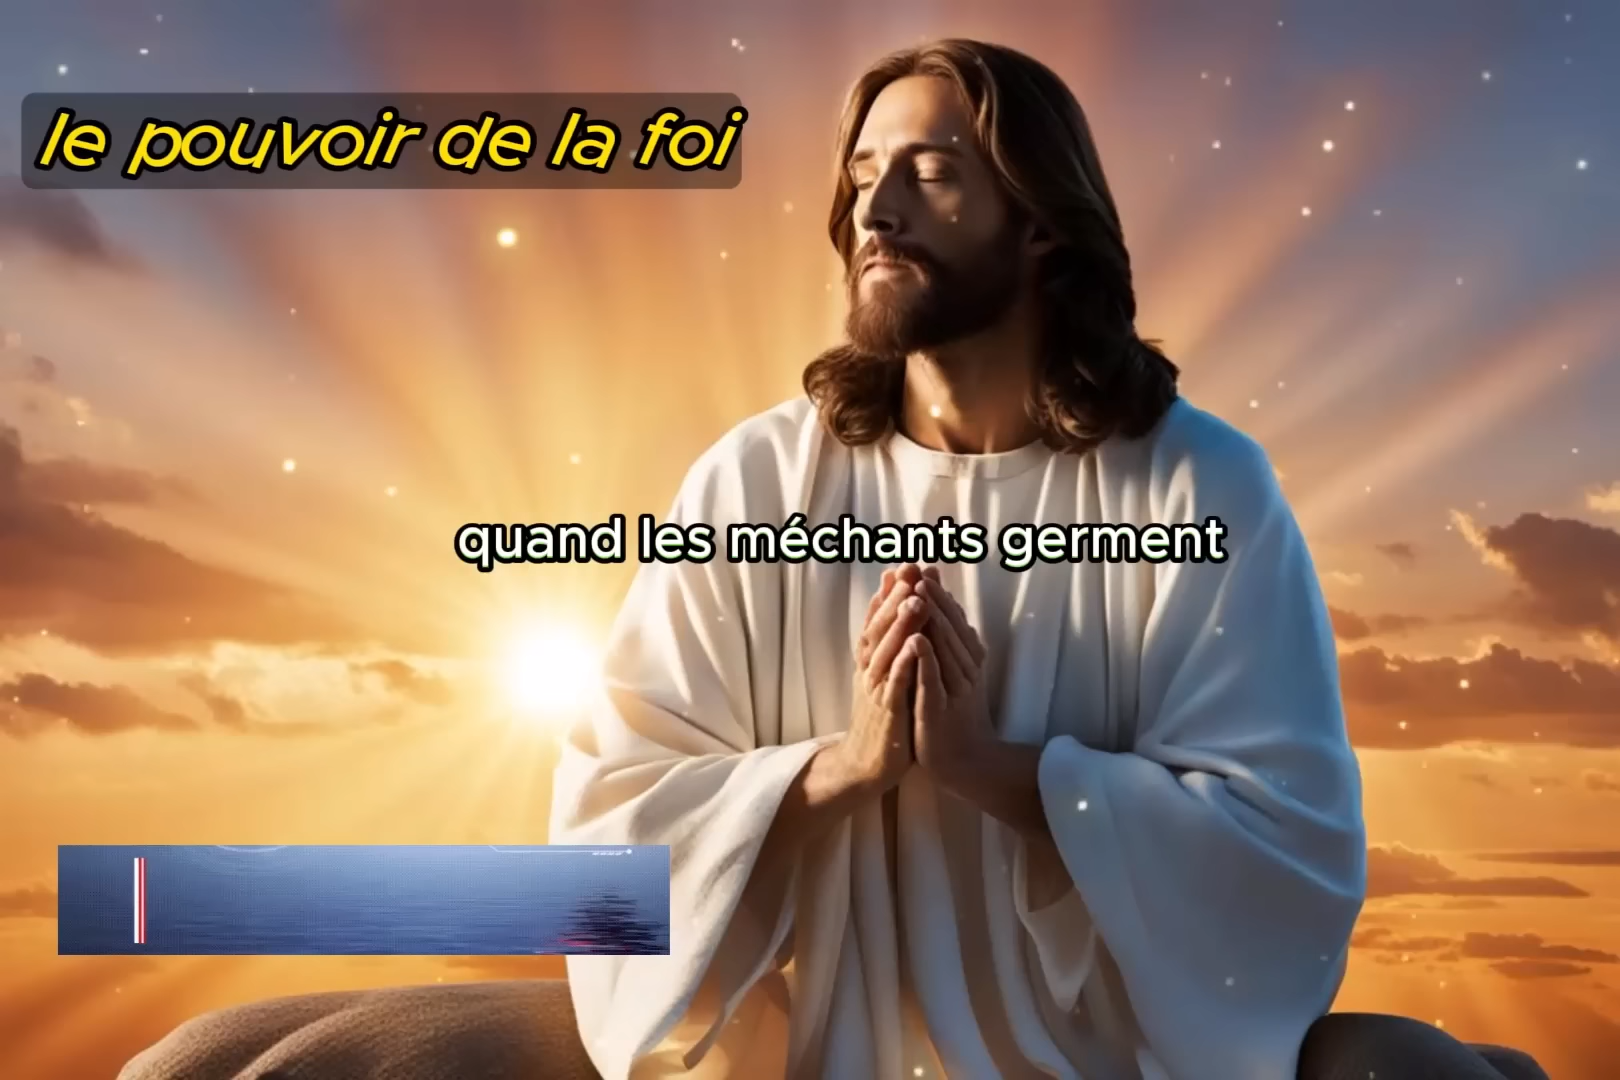 le pouvoir de la foi
quand les méchants germent